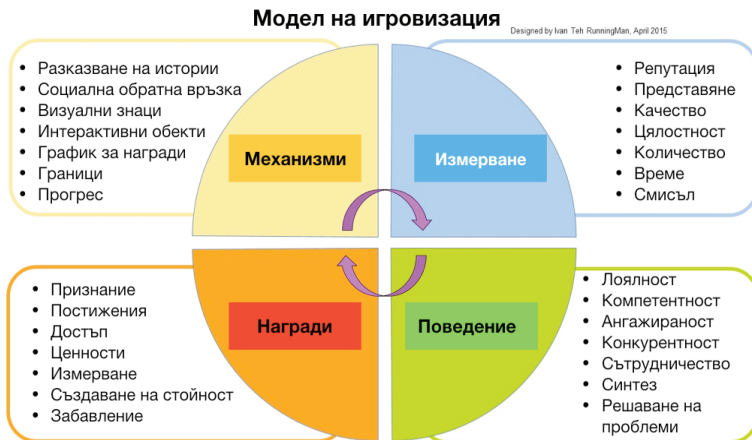 Модел на игровизация
Designed by Ivan Teh RunningMan, April 2015
• Разказване на истории
• Социална обратна връзка
• Визуални знаци
• Интерактивни обекти
• График за награди
• Граници
• Прогрес
Механизми
Измерване
• Репутация
• Представяне
• Качество
• Цялостност
• Количество
• Време
• Смисъл
• Признание
• Постижения
• Достъп
• Ценности
• Измерване
• Създаване на стойност
• Забавление
Награди
Поведение
• Лоялност
• Компетентност
• Ангажираност
• Конкурентност
• Сътрудничество
• Синтез
• Решаване на
проблеми